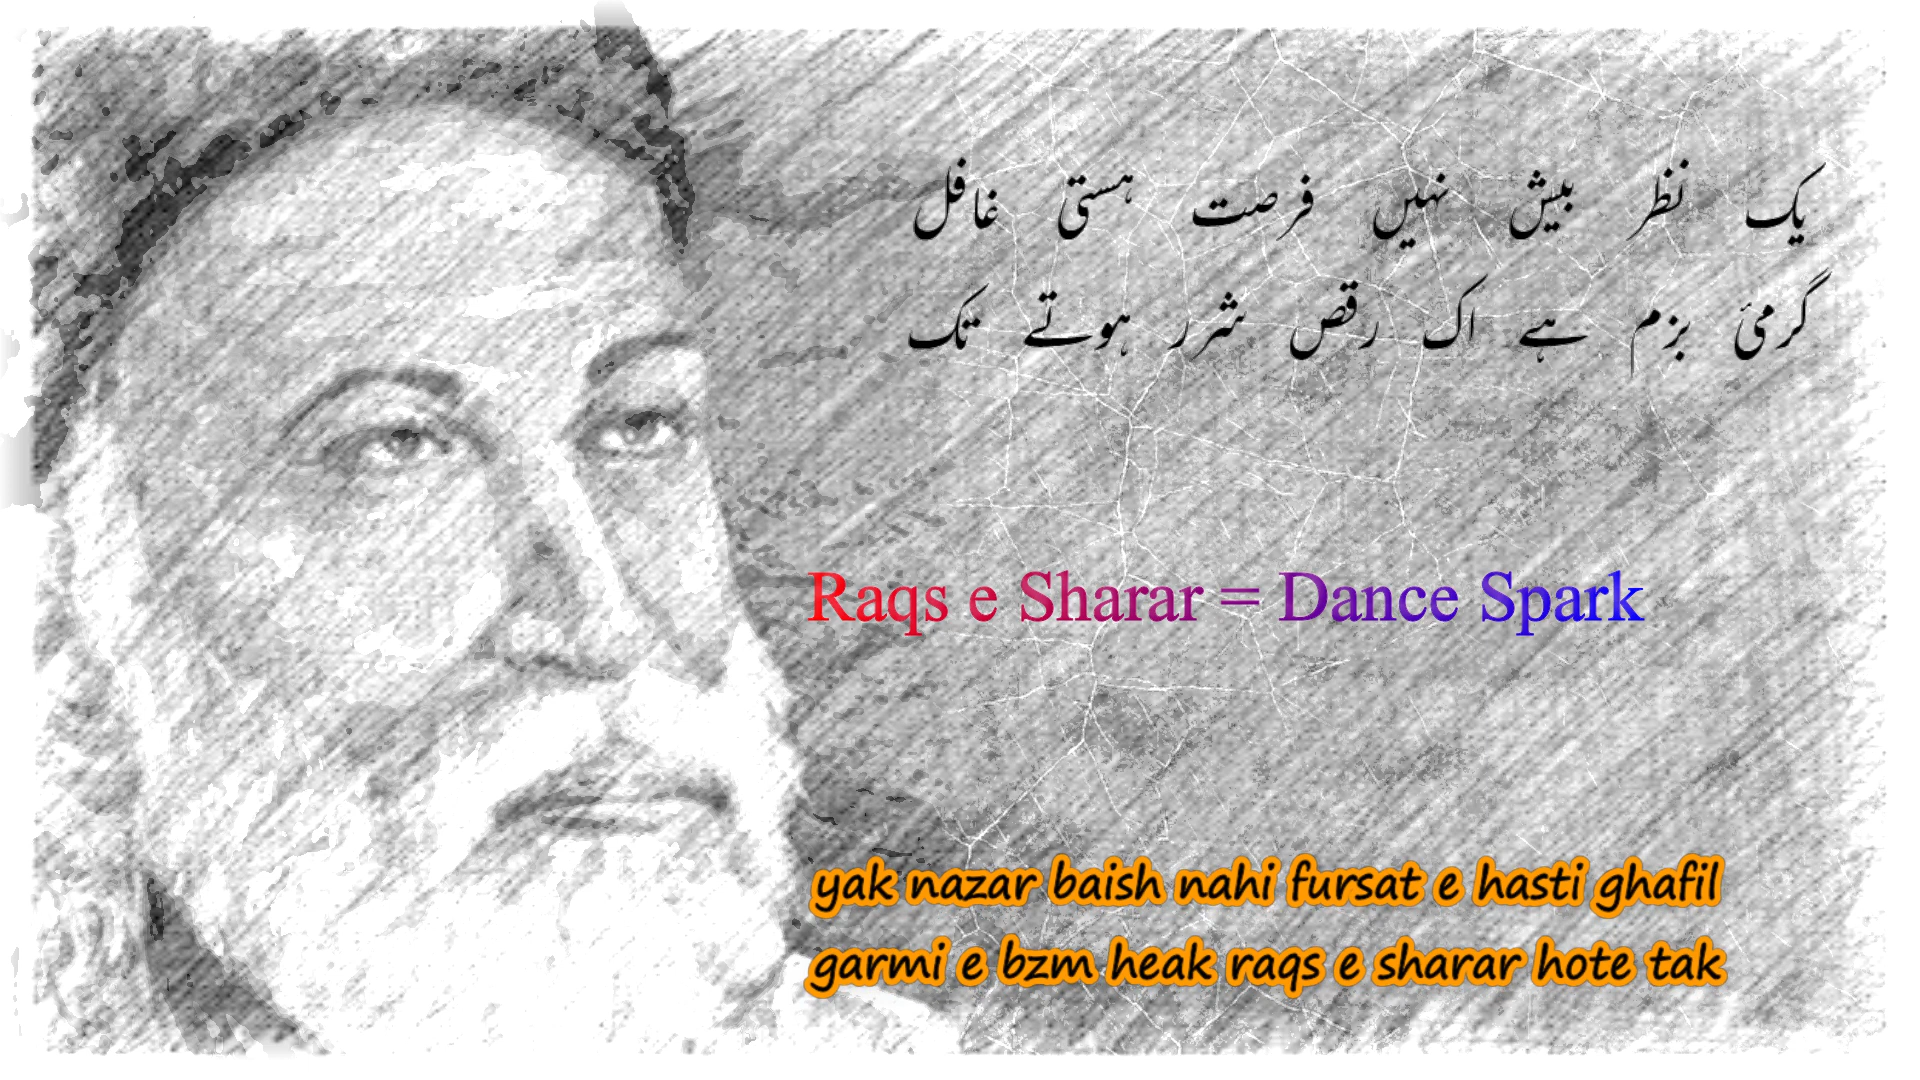 یک نظر بیش نہیں فرصت ہستی غافل
گرمئ بزم ہے اک رقص شرر ہوتے تک
Raqs e Sharar = Dance Spark
yak nazar baish nahi fursat e hasti ghafil
garmi e bzm heak raqs e sharar hote tak